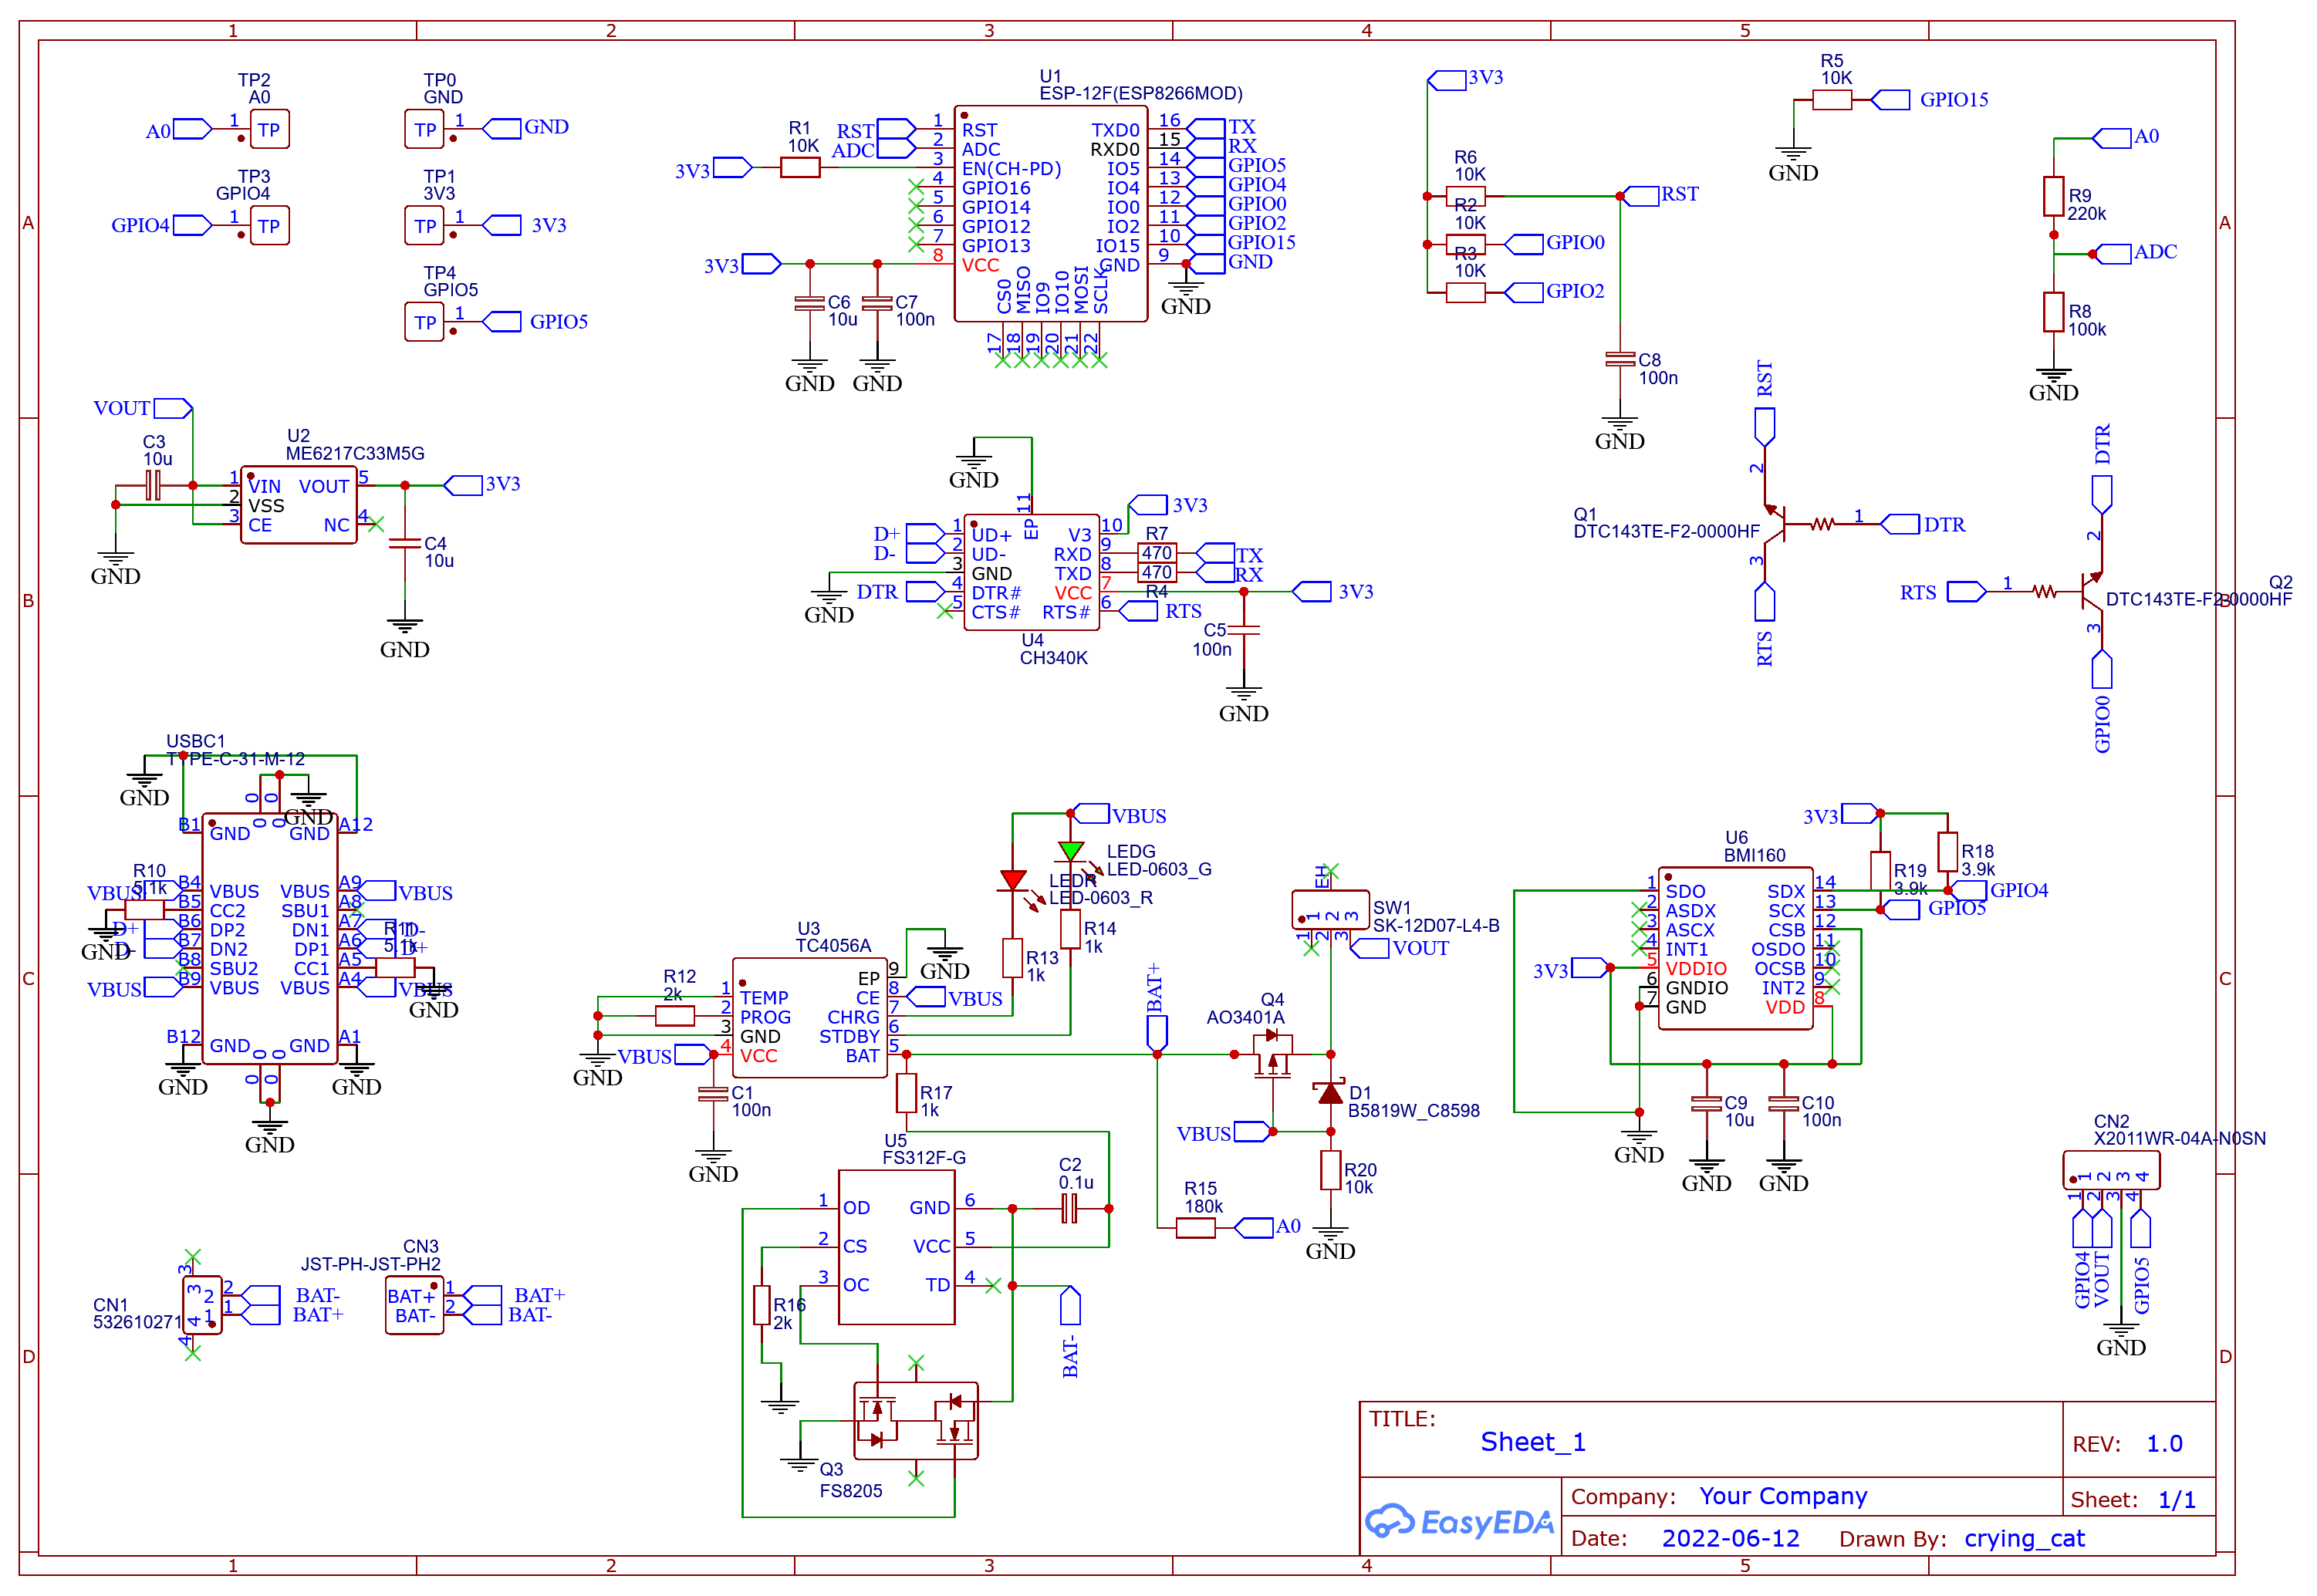 1 2 3 4 5
A
B
C
D
A
B
C
D
TP2
A0
A0 1 TP
TP0
GND
TP 1 GND
TP3
GPIO4
GPIO4 1 TP
TP1
3V3
TP 1 3V3
TP4
GPIO5
TP 1 GPIO5
U1
ESP-12F(ESP8266MOD)
R1
10K
3V3
RST 1 RST
ADC 2 ADC
3 EN(CH-PD)
4 GPIO16
5 GPIO14
6 GPIO12
7 GPIO13
3V3 8 VCC
TXD0 16 TX
RXD0 15 RX
IO5 14 GPIO5
IO4 13 GPIO4
IO0 12 GPIO0
IO2 11 GPIO2
IO15 10 GPIO15
GND 9 GND
GND
CS0 MISO IO9 IO10 MOSI SCLK
17 18 19 20 21 22
C6
10u
C7
100n
GND GND
3V3
R6
10K
RST
R2
10K
GPIO0
R3
10K
GPIO2
C8
100n
GND
R5
10K
GPIO15
GND
A0
R9
220k
ADC
R8
100k
GND
VOUT
C3
10u
U2
ME6217C33M5G
1 VIN
2 VSS
3 CE
VOUT 5 3V3
NC 4
C4
10u
GND
GND
GND
11
EP
D+ 1 UD+
D- 2 UD-
3 GND
DTR 4 DTR#
5 CTS#
V3 10 3V3
RXD 9 R7 470 TX
TXD 8 470 RX
R4
VCC 7 3V3
RTS# 6 RTS
U4
CH340K
GND
C5
100n
GND
RST
2
Q1
DTC143TE-F2-0000HF
1 DTR
3
RTS
DTR
2
RTS 1
Q2
DTC143TE-F2-0000HF
3
GPIO0
USBC1
TYPE-C-31-M-12
GND
GND
0 0
0 0
B1 GND
GND A12
R10
5.1k
VBUS B4 VBUS
B5 CC2
D+ B6 DP2
D- B7 DN2
B8 SBU2
VBUS B9 VBUS
B12 GND
VBUS A9 VBUS
SBU1 A8
DN1 A7 D-
DP1 A6 D+
CC1 A5
VBUS A4 VBUS
GND A1
R11
5.1k
GND
GND
0 0
0 0
GND
GND
GND
VBUS
LEDG
LED-0603_G
LEDR
LED-0603_R
R14
1k
R13
1k
U3
TC4056A
R12
2k
1 TEMP
2 PROG
3 GND
VBUS 4 VCC
EP 9
CE 8 VBUS
CHRG 7
STDBY 6
BAT 5
GND
GND
C1
100n
GND
R17
1k
BAT+
EH
1 2 3
1 2 3
SW1
SK-12D07-L4-B
VOUT
Q4
AO3401A
D1
B5819W_C8598
VBUS
R20
10k
GND
R15
180k
A0
U5
FS312F-G
1 OD
2 CS
3 OC
GND 6
VCC 5
TD 4
C2
0.1u
BAT-
R16
2k
Q3
FS8205
3V3
U6
BMI160
R18
3.9k
R19
3.9k
GPIO4
GPIO5
1 SDO
2 ASDX
3 ASCX
4 INT1
3V3 5 VDDIO
6 GNDIO
7 GND
SDX 14
SCX 13
CSB 12
OSDO 11
OCSB 10
INT2 9
VDD 8
GND
C9
10u
C10
100n
GND GND
CN2
X2011WR-04A-N0SN
1 2 3 4
1 2 3 4
GPIO4 VOUT GPIO5
GND
3
3 2 2 BAT-
4 1 1 BAT+
4
CN1
532610271
CN3
JST-PH-JST-PH2
BAT+ 1 BAT+
BAT- 2 BAT-
TITLE:
Sheet_1
REV: 1.0
EasyEDA
Company: Your Company
Sheet: 1/1
Date: 2022-06-12 Drawn By: crying_cat
1 2 3 4 5